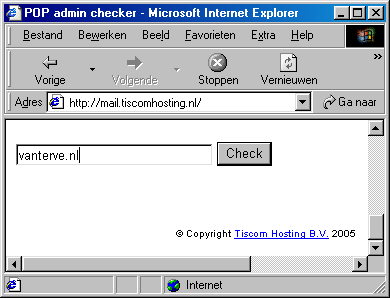 POP admin checker - Microsoft Internet Explorer
Bestand Bewerken Beeld Favorieten Extra Help
Vorige Volgende Stoppen Vernieuwen
Adres http://mail.tiscomhosting.nl/ Ga naar
vanterve.nl Check
© Copyright Tiscom Hosting B.V. 2005
Internet